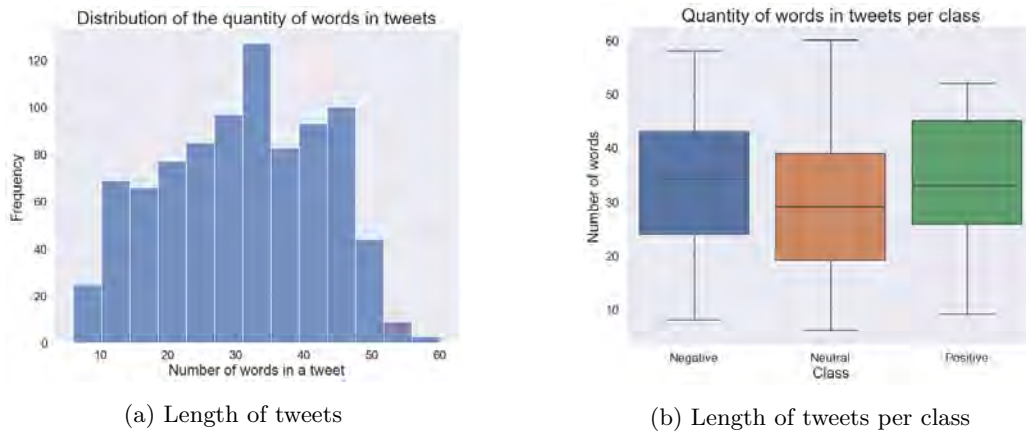 Distribution of the quantity of words in tweets
Frequency
120
100
80
60
40
20
0
10 20 30 40 50 60
Number of words in a tweet
(a) Length of tweets
Quantity of words in tweets per class
Number of words
60
50
40
30
20
10
Negative Neutral Positive
Class
(b) Length of tweets per class